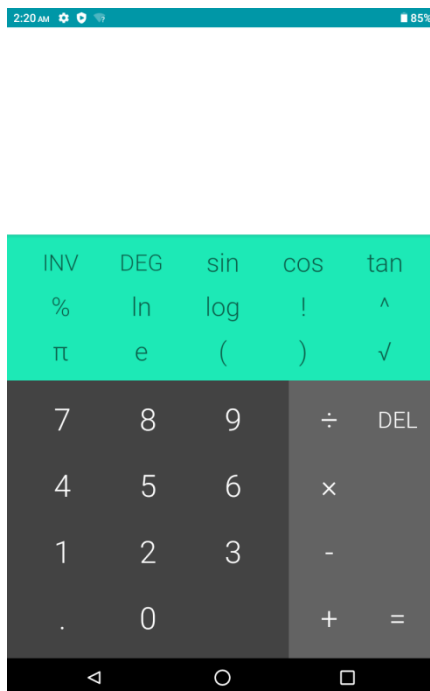 2:20 AM 85%
INV DEG sin cos tan
% ln log ! ^
π e ( ) √
7 8 9 ÷ DEL
4 5 6 ×
1 2 3 -
. 0 + =